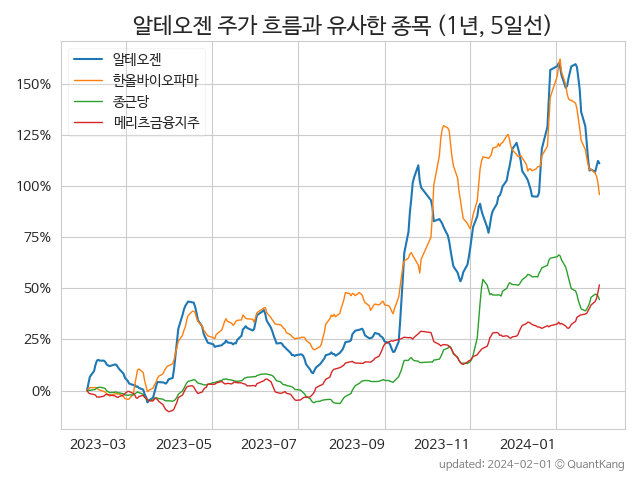 알테오젠 주가 흐름과 유사한 종목 (1년, 5일선)
알테오젠
한올바이오파마
종근당
메리츠금융지주
150%
125%
100%
75%
50%
25%
0%
2023-03 2023-05 2023-07 2023-09 2023-11 2024-01
updated: 2024-02-01 © QuantKang